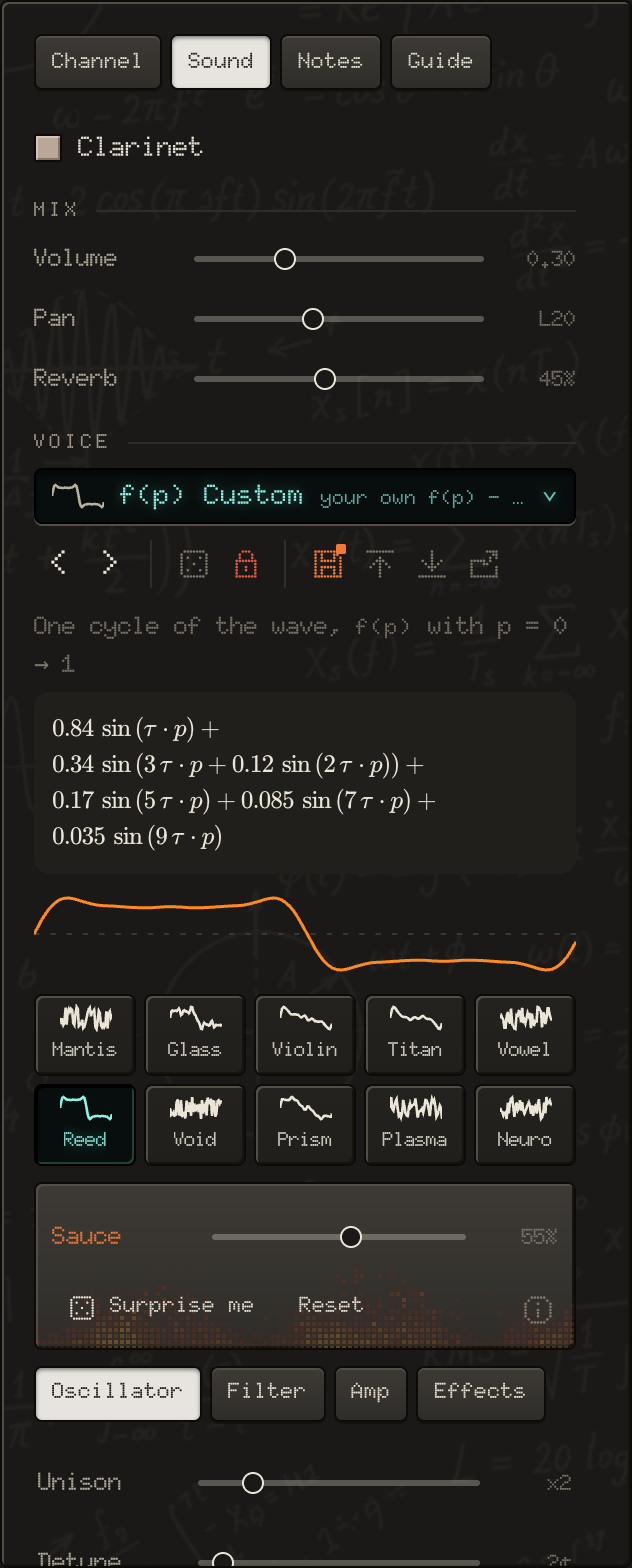 Channel Sound Notes Guide
Clarinet
MIX
Volume 0.30
Pan L20
Reverb 45%
VOICE
f(p) Custom your own f(p) – …
One cycle of the wave, f(p) with p = 0
→ 1
0.84 sin (τ · p) +
0.34 sin (3 τ · p + 0.12 sin (2 τ · p)) +
0.17 sin (5 τ · p) + 0.085 sin (7 τ · p) +
0.035 sin (9 τ · p)
Mantis Glass Violin Titan Vowel
Reed Void Prism Plasma Neuro
Sauce 55%
Surprise me Reset
Oscillator Filter Amp Effects
Unison x2
Detune